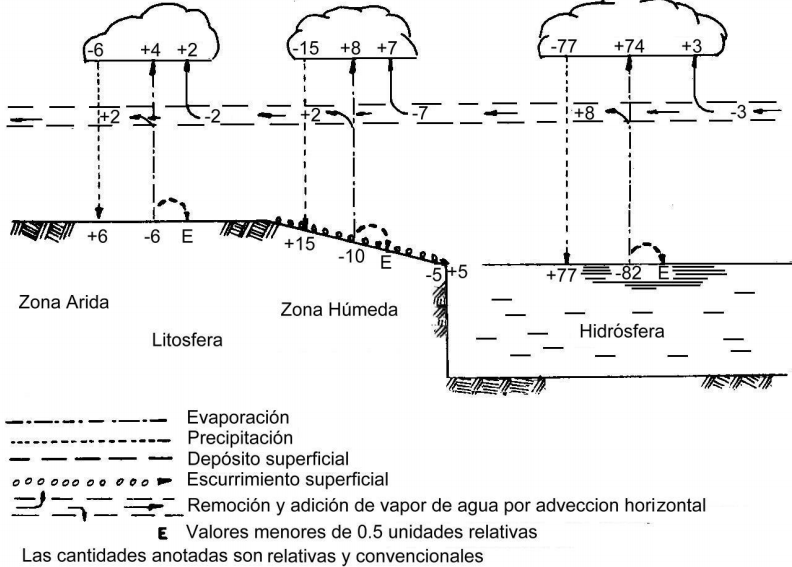 -6 +4 +2 -15 +8 +7 -77 +74 +3
+2 -2 +2 -7 +8 -3
+6 -6 E +15 -10 E -5 +5 +77 -82 E
Zona Arida
Zona Húmeda
Litosfera
Hidrósfera
Evaporación
Precipitación
Depósito superficial
Escurrimiento superficial
Remoción y adición de vapor de agua por adveccion horizontal
E Valores menores de 0.5 unidades relativas
Las cantidades anotadas son relativas y convencionales